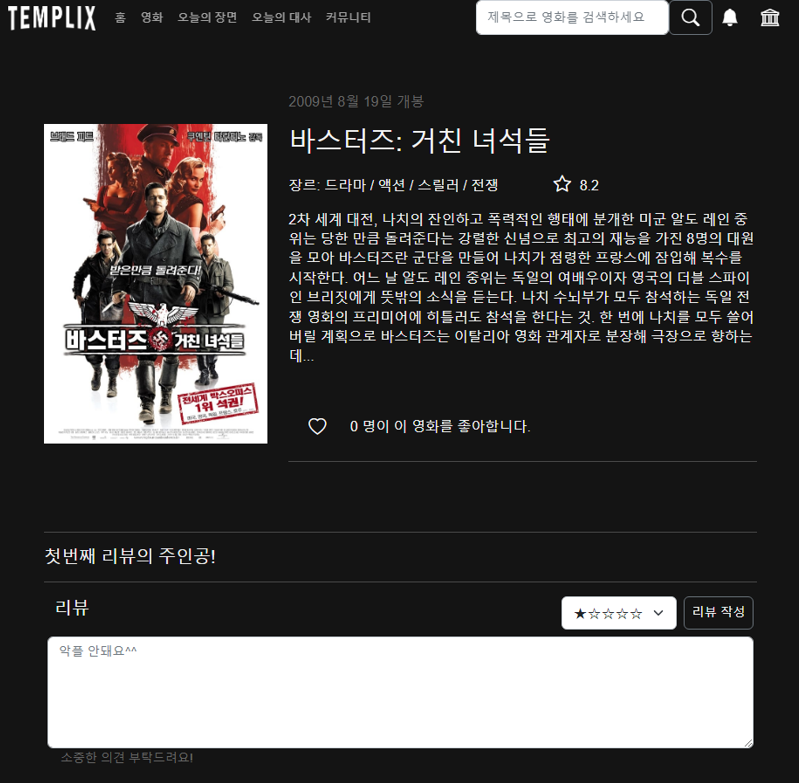 TEMPLIX 홈 영화 오늘의 장면 오늘의 대사 커뮤니티 제목으로 영화를 검색하세요
2009년 8월 19일 개봉
바스터즈: 거친 녀석들
장르: 드라마 / 액션 / 스릴러 / 전쟁 8.2
2차 세계 대전, 나치의 잔인하고 폭력적인 행태에 분개한 미군 알도 레인 중
위는 당한 만큼 돌려준다는 강렬한 신념으로 최고의 재능을 가진 8명의 대원
을 모아 바스터즈란 군단을 만들어 나치가 점령한 프랑스에 잠입해 복수를
시작한다. 어느 날 알도 레인 중위는 독일의 여배우이자 영국의 더블 스파이
인 브리짓에게 뜻밖의 소식을 듣는다. 나치 수뇌부가 모두 참석하는 독일 전
쟁 영화의 프리미어에 히틀러도 참석을 한다는 것. 한 번에 나치를 모두 쓸어
버릴 계획으로 바스터즈는 이탈리아 영화 관계자로 분장해 극장으로 향하는
데...
0 명이 이 영화를 좋아합니다.
브래드 피트 쿠엔틴 타란티노 감독
받은만큼 돌려준다!
바스터즈 거친 녀석들
전세계 박스오피스
1위 석권!
첫번째 리뷰의 주인공!
리뷰 ★☆☆☆☆ 리뷰 작성
악플 안돼요^^
소중한 의견 부탁드려요!